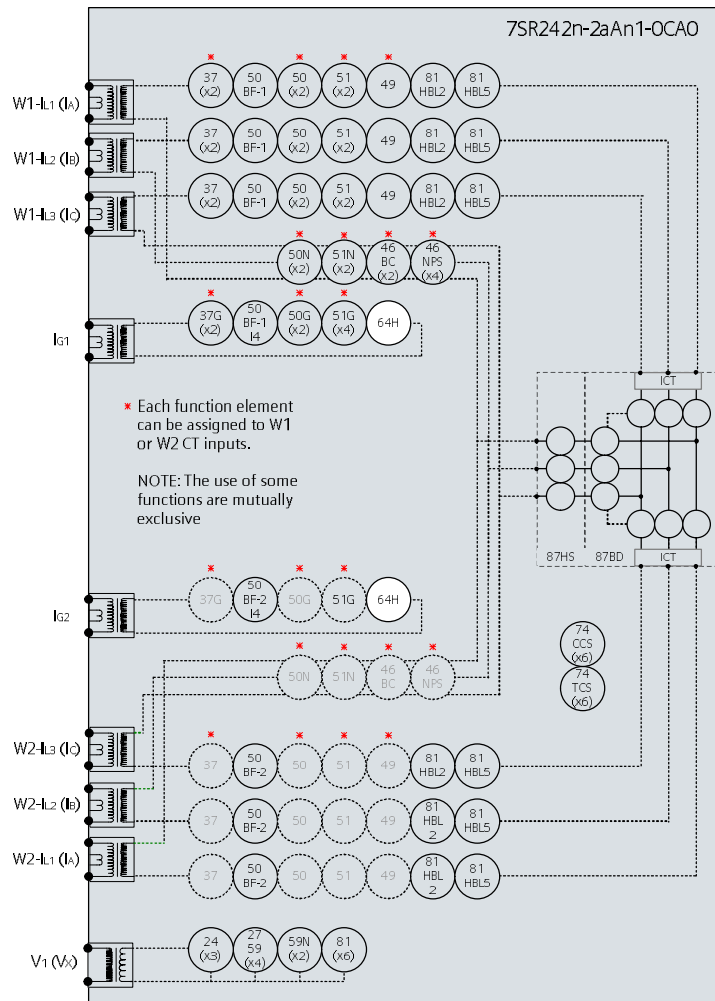 7SR242n-2aAn1-0CA0
W1-IL1 (IA)
37 (x2) 50 BF-1 50 (x2) 51 (x2) 49 81 HBL2 81 HBL5
W1-IL2 (IB)
37 (x2) 50 BF-1 50 (x2) 51 (x2) 49 81 HBL2 81 HBL5
W1-IL3 (IC)
37 (x2) 50 BF-1 50 (x2) 51 (x2) 49 81 HBL2 81 HBL5
50N (x2) 51N (x2) 46 BC (x2) 46 NPS (x4)
IG1
37G (x2) 50 BF-1 I4 50G (x2) 51G (x4) 64H
ICT
* Each function element
can be assigned to W1
or W2 CT inputs.
NOTE: The use of some
functions are mutually
exclusive
87HS 87BD ICT
IG2
37G 50 BF-2 I4 50G 51G 64H
74 CCS (x6)
74 TCS (x6)
50N 51N 46 BC 46 NPS
W2-IL3 (IC)
37 50 BF-2 50 51 49 81 HBL2 81 HBL5
W2-IL2 (IB)
37 50 BF-2 50 51 49 81 HBL 2 81 HBL5
W2-IL1 (IA)
37 50 BF-2 50 51 49 81 HBL 2 81 HBL5
V1 (VX)
24 (x3) 27 59 (x4) 59N (x2) 81 (x6)